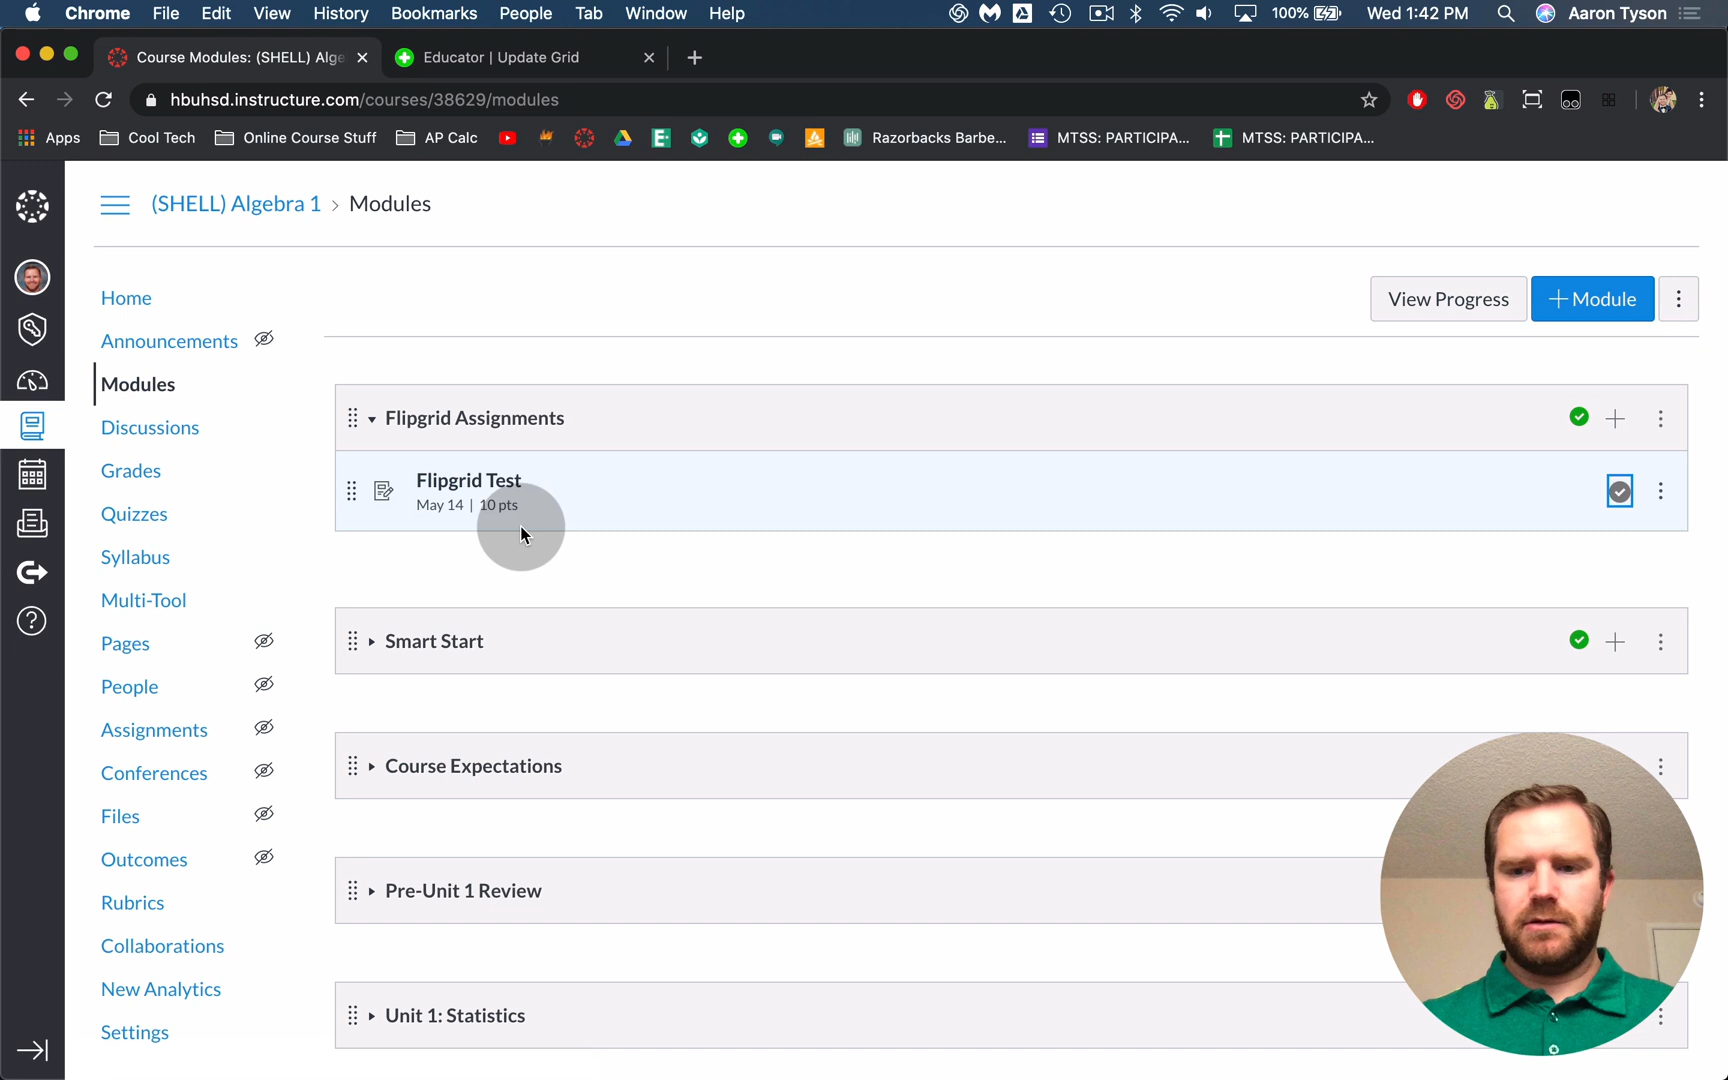 Chrome File Edit View History Bookmarks People Tab Window Help 100% Wed 1:42 PM Aaron Tyson
Course Modules: (SHELL) Alge
Educator | Update Grid
hbuhsd.instructure.com/courses/38629/modules
Apps Cool Tech Online Course Stuff AP Calc Razorbacks Barbe... MTSS: PARTICIPA... MTSS: PARTICIPA...
(SHELL) Algebra 1 › Modules
Home
Announcements
Modules
Discussions
Grades
Quizzes
Syllabus
Multi-Tool
Pages
People
Assignments
Conferences
Files
Outcomes
Rubrics
Collaborations
New Analytics
Settings
View Progress
+ Module
Flipgrid Assignments
Flipgrid Test
May 14 | 10 pts
Smart Start
Course Expectations
Pre-Unit 1 Review
Unit 1: Statistics